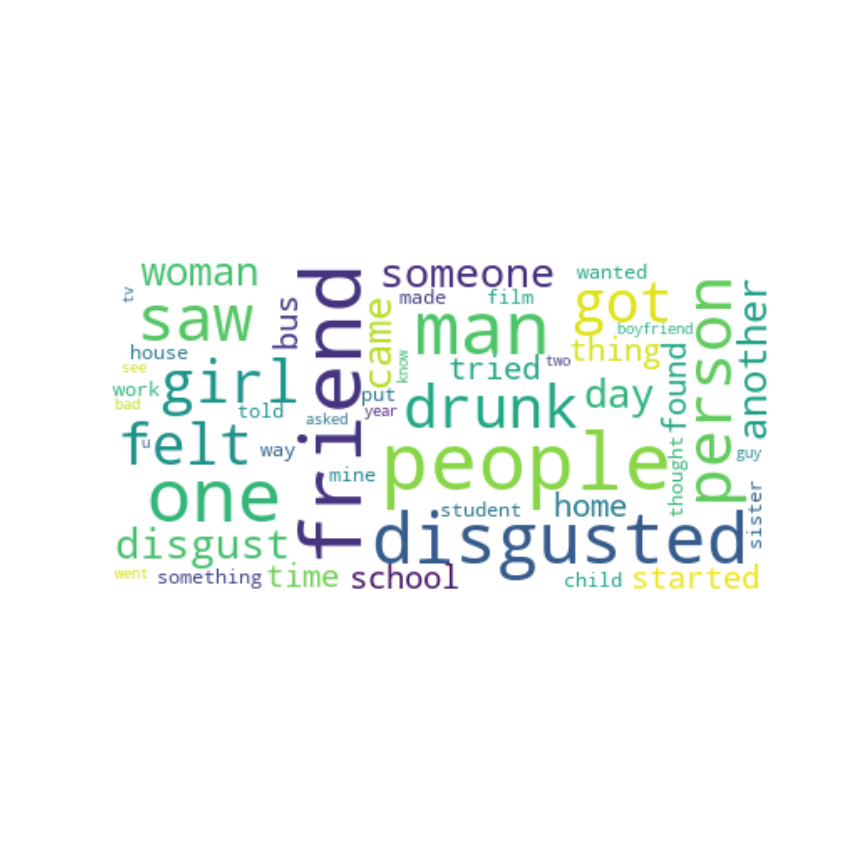 woman
someone
wanted
tv
saw
bus
friend
came
made
film
got
person
another
man
boyfriend
house
thing
see
girl
know
tried
two
found
work
bad
told
put
year
drunk
day
asked
felt
u
way
people
thought
guy
one
mine
student
home
sister
disgust
disgusted
went
something
time
school
child
started